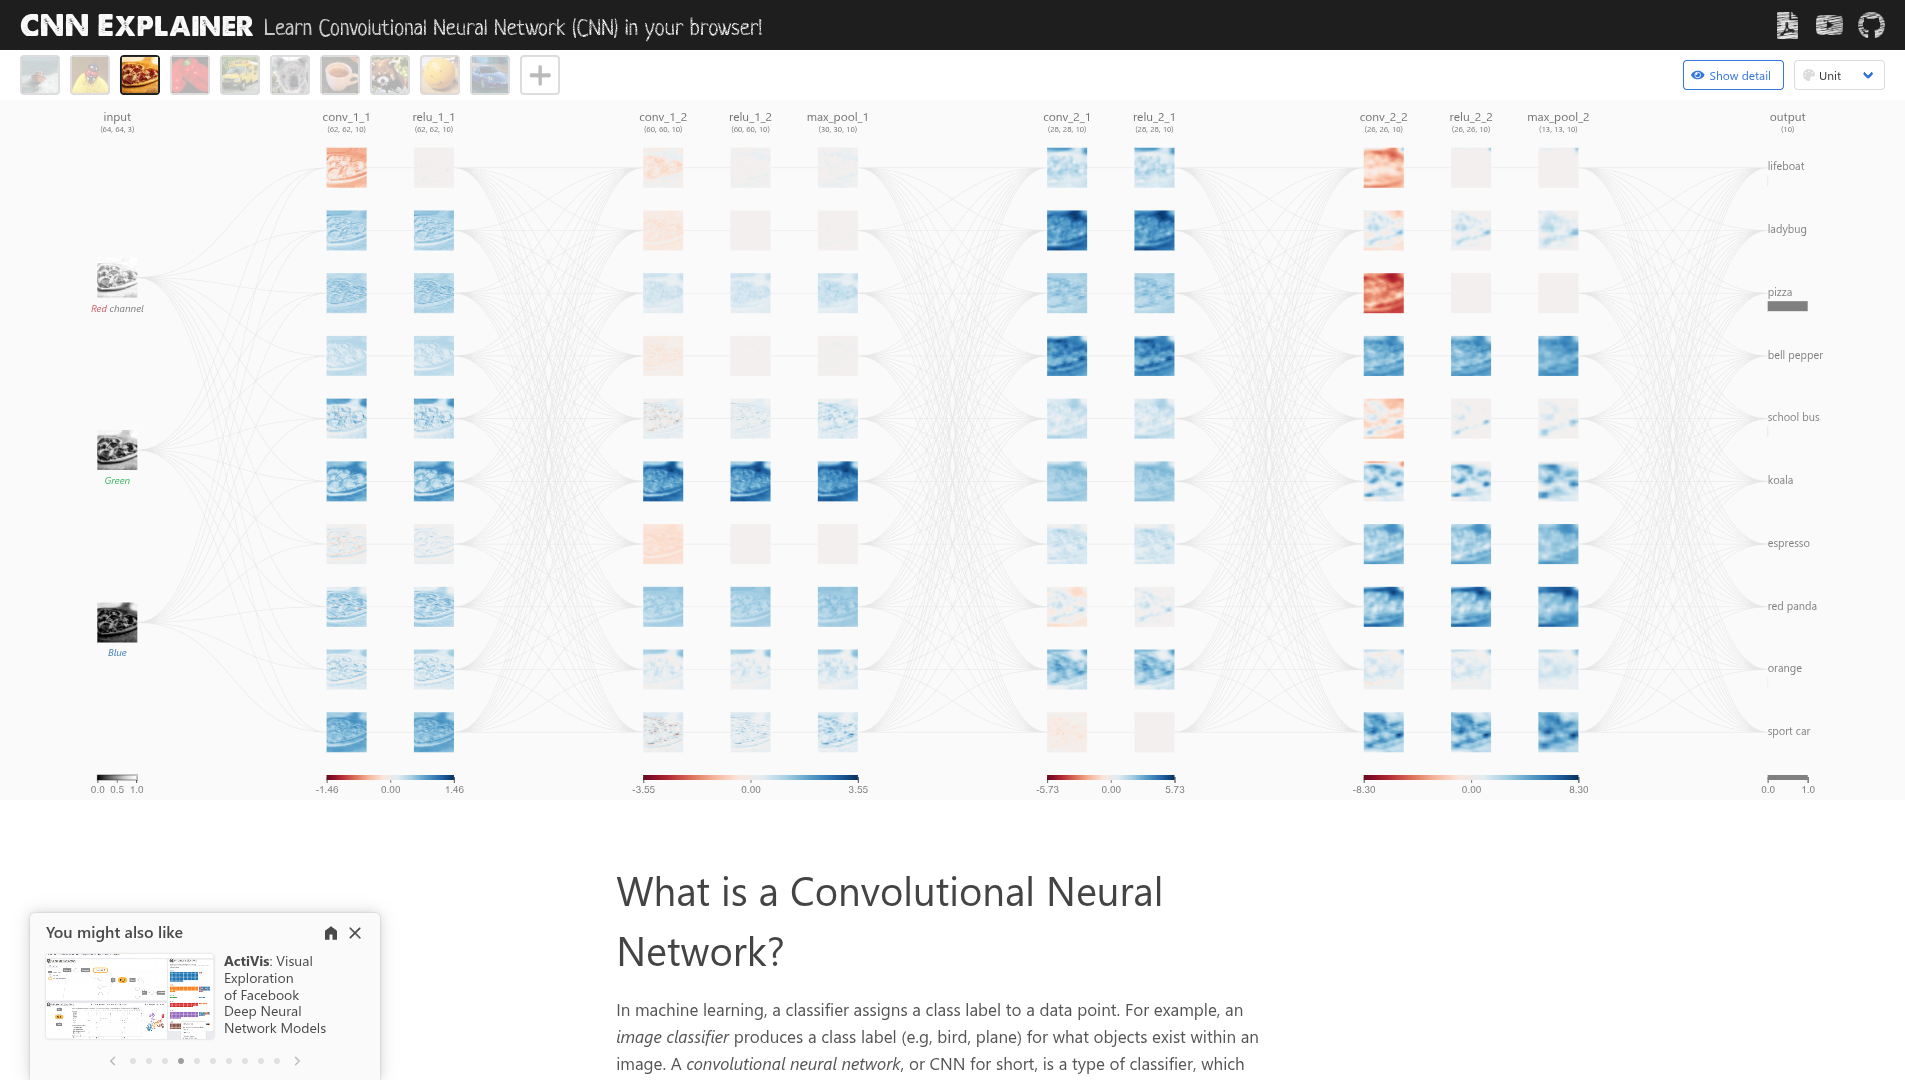 CNN EXPLAINER Learn Convolutional Neural Network (CNN) in your browser!
Show detail
Unit
input conv_1_1 relu_1_1 conv_1_2 relu_1_2 max_pool_1 conv_2_1 relu_2_1 conv_2_2 relu_2_2 max_pool_2 output
(64, 64, 3) (62, 62, 10) (62, 62, 10) (60, 60, 10) (60, 60, 10) (30, 30, 10) (28, 28, 10) (28, 28, 10) (26, 26, 10) (26, 26, 10) (13, 13, 10) (10)
lifeboat
ladybug
pizza
Red channel
bell pepper
school bus
Green
koala
espresso
red panda
Blue
orange
sport car
0.0 0.5 1.0 -1.46 0.00 1.46 -3.55 0.00 3.55 -5.73 0.00 5.73 -8.30 0.00 8.30 0.0 1.0
What is a Convolutional Neural
Network?
In machine learning, a classifier assigns a class label to a data point. For example, an
image classifier produces a class label (e.g, bird, plane) for what objects exist within an
image. A convolutional neural network, or CNN for short, is a type of classifier, which
You might also like
ActiVis: Visual
Exploration
of Facebook
Deep Neural
Network Models